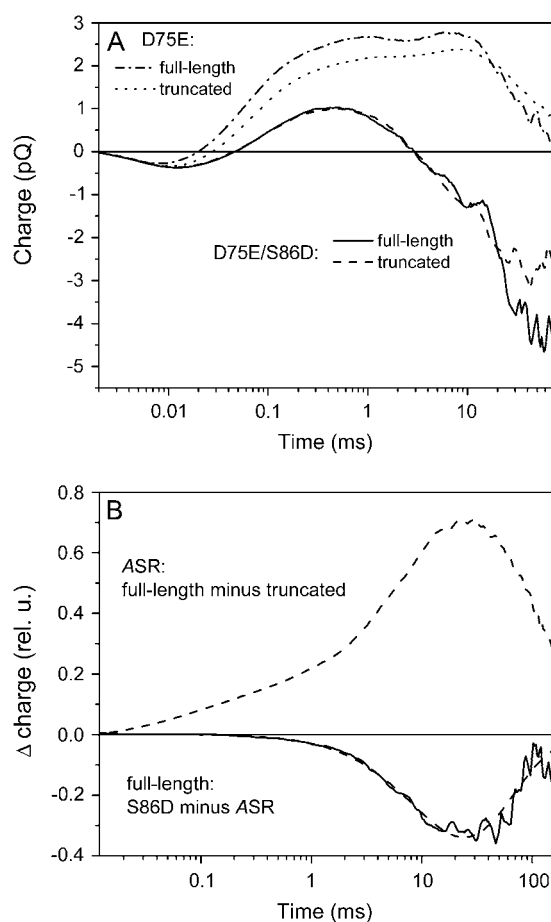 A
D75E:
full-length
truncated
D75E/S86D:
full-length
truncated
Charge (pQ)
3
2
1
0
-1
-2
-3
-4
-5
0.01
0.1
1
10
Time (ms)
B
ASR:
full-length minus truncated
full-length:
S86D minus ASR
Δ charge (rel. u.)
0.8
0.6
0.4
0.2
0.0
-0.2
-0.4
0.1
1
10
100
Time (ms)